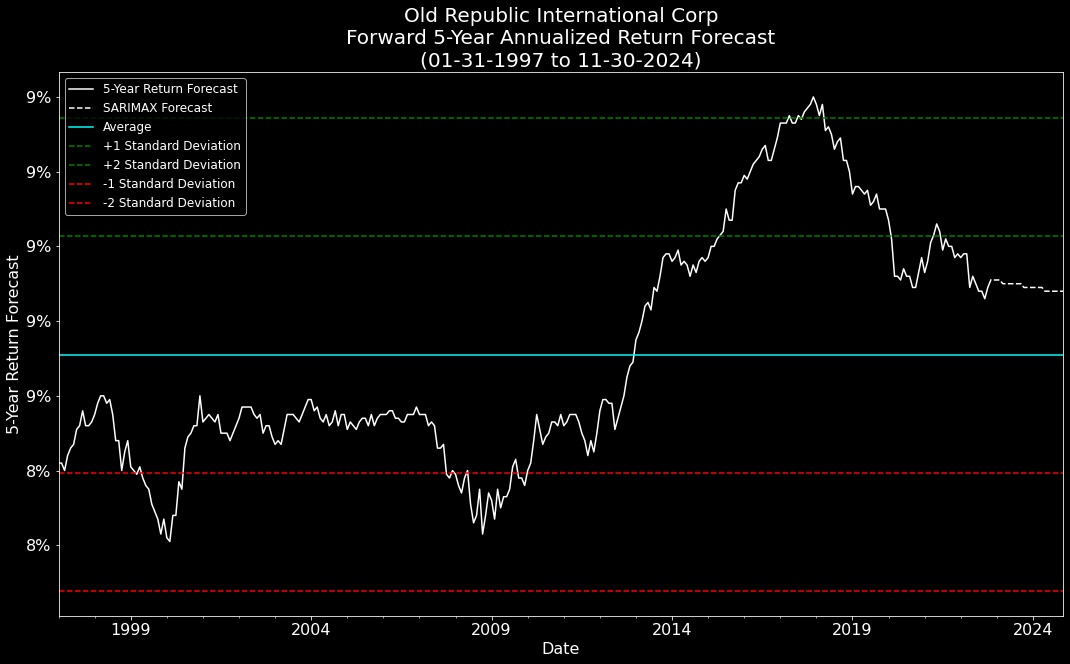 Old Republic International Corp
Forward 5-Year Annualized Return Forecast
(01-31-1997 to 11-30-2024)
5-Year Return Forecast
SARIMAX Forecast
Average
+1 Standard Deviation
+2 Standard Deviation
-1 Standard Deviation
-2 Standard Deviation
9%
9%
9%
9%
9%
8%
8%
5-Year Return Forecast
1999
2004
2009
2014
2019
2024
Date